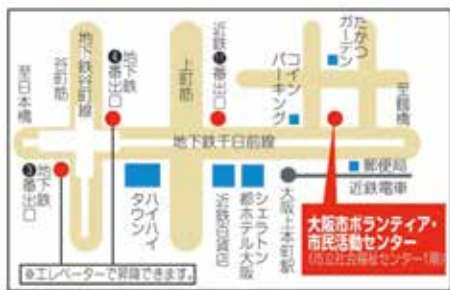 至日本橋
谷町筋
地下鉄谷町線
地下鉄
❹番出口
上町筋
近鉄
⓫番出口
コイン
パーキング
たかつ
ガーデン
至鶴橋
地下鉄千日前線
❸番出口
地下鉄
ハイハイ
タウン
近鉄百貨店
シェラトン
都ホテル大阪
大阪上本町駅
郵便局
近鉄電車
大阪市ボランティア・
市民活動センター
(市立社会福祉センター1階)
※エレベーターで昇降できます。